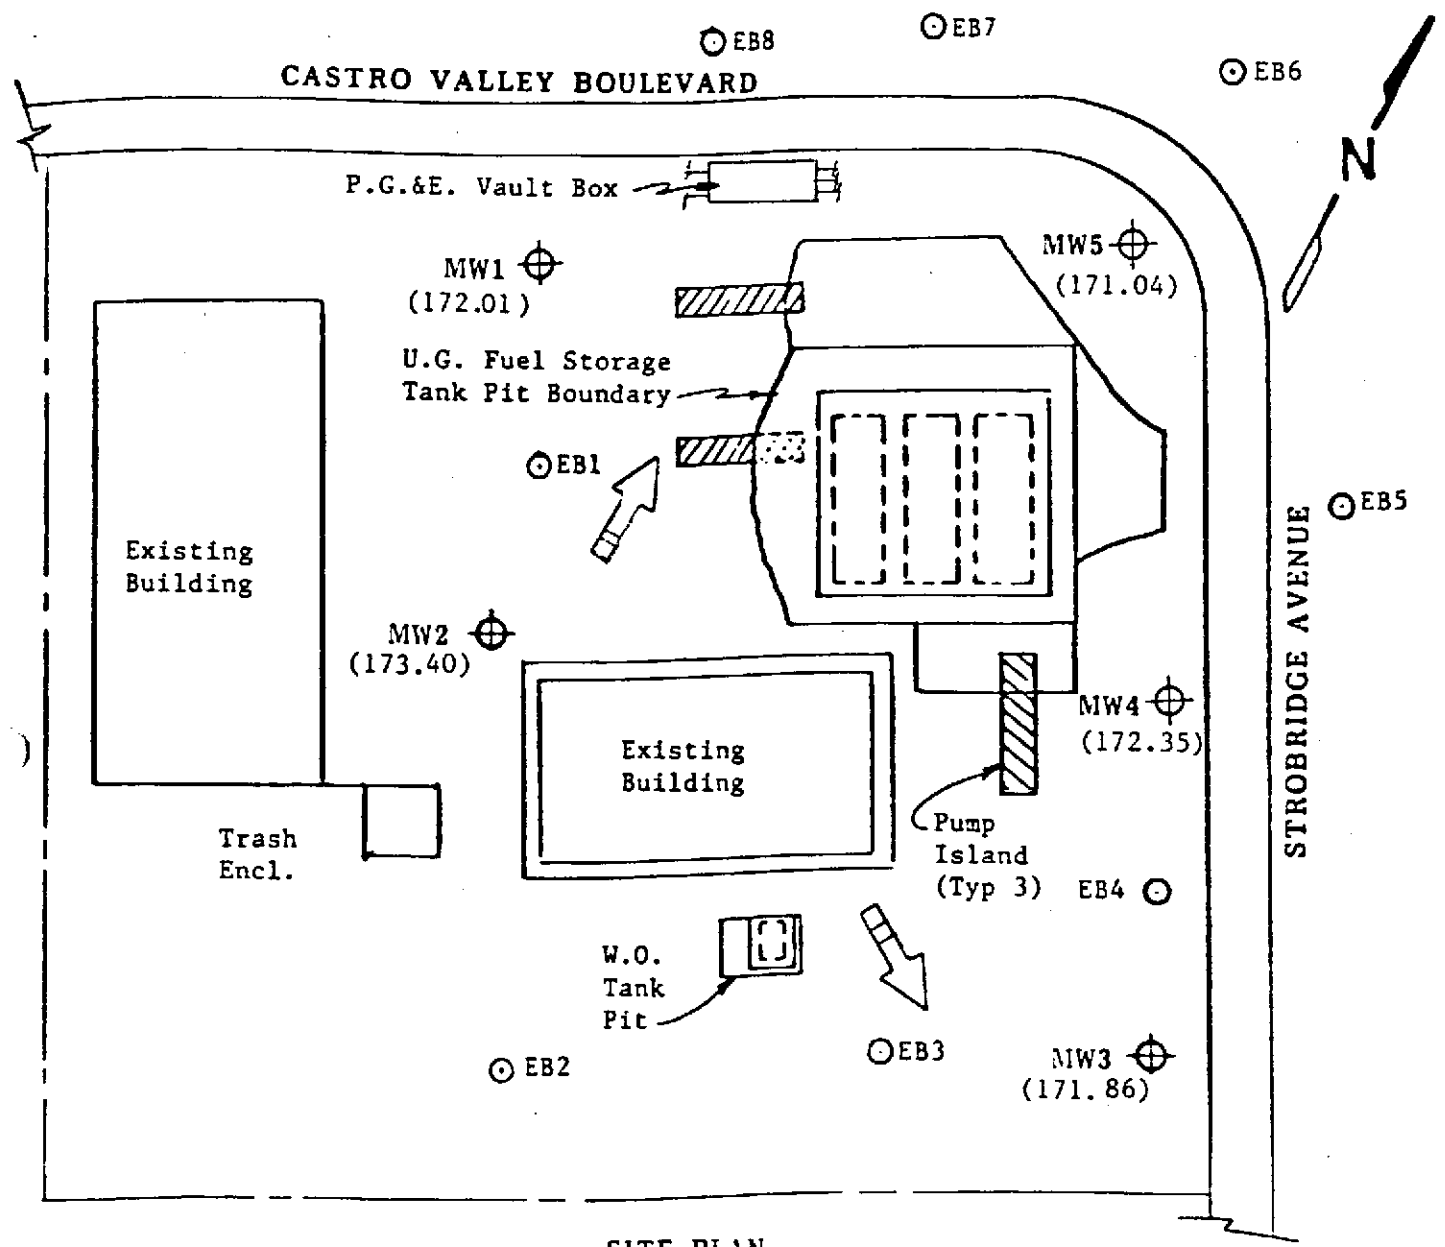 EB8
EB7
CASTRO VALLEY BOULEVARD
EB6
N
P.G.&E. Vault Box
MW1
(172.01)
MW5
(171.04)
U.G. Fuel Storage
Tank Pit Boundary
EB1
EB5
Existing
Building
STROBRIDGE AVENUE
MW2
(173.40)
MW4
(172.35)
Existing
Building
Trash
Encl.
Pump
Island
(Typ 3)
EB4
W.O.
Tank
Pit
EB3
EB2
MW3
(171.86)
SITE PLAN